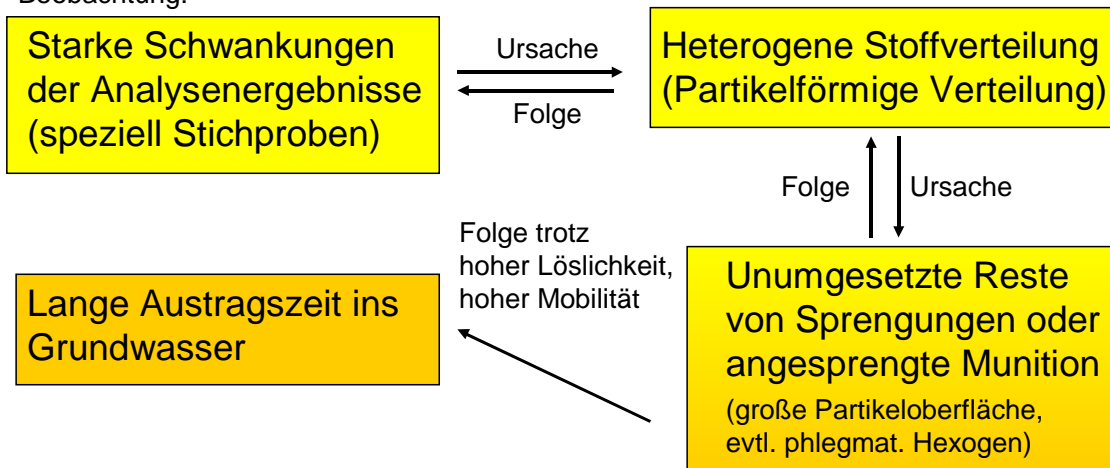 Beobachtung:
Starke Schwankungen
der Analysenergebnisse
(speziell Stichproben)
Ursache
Folge
Heterogene Stoffverteilung
(Partikelförmige Verteilung)
Folge
Ursache
Folge trotz
hoher Löslichkeit,
hoher Mobilität
Lange Austragszeit ins
Grundwasser
Unumgesetzte Reste
von Sprengungen oder
angesprengte Munition
(große Partikeloberfläche,
evtl. phlegmat. Hexogen)